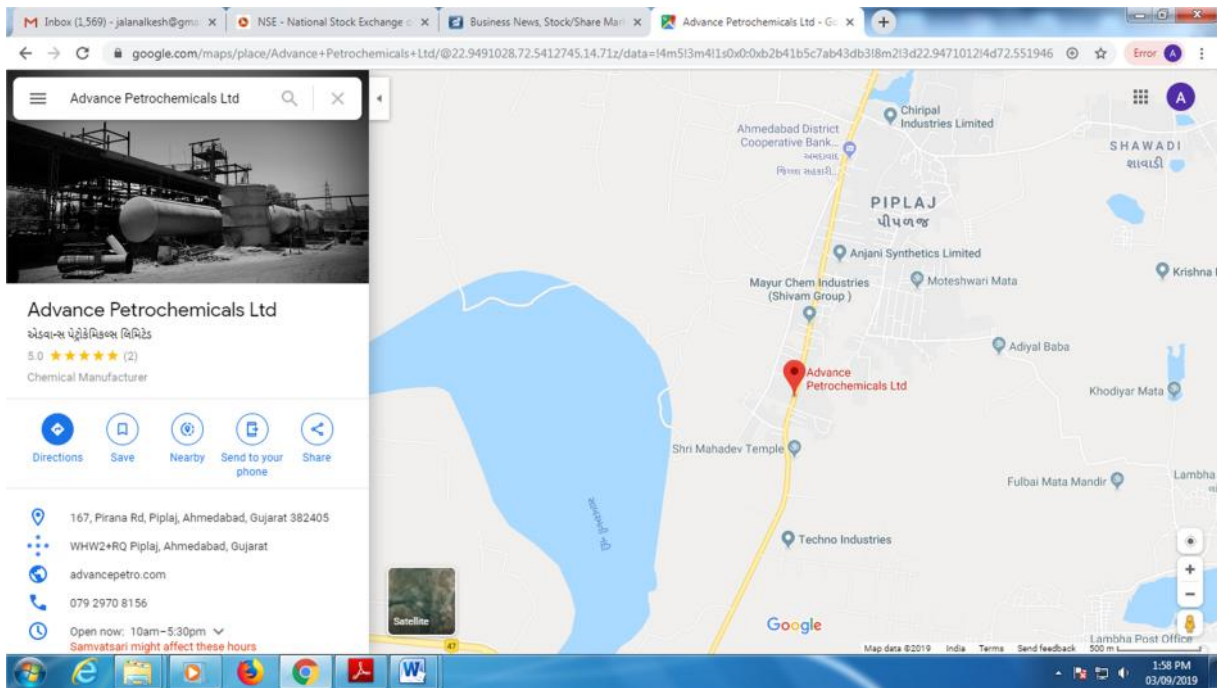 Inbox (1,569) - jalanalkesh@gma
NSE - National Stock Exchange o
Business News, Stock/Share Mar
Advance Petrochemicals Ltd - Go
google.com/maps/place/Advance+Petrochemicals+Ltd/@22.9491028,72.5412745,14.71z/data=!4m5!3m4!1s0x0:0xb2b41b5c7ab43db3!8m2!3d22.9471012!4d72.551946
Error
A
Advance Petrochemicals Ltd
Advance Petrochemicals Ltd
એડવાન્સ પેટ્રોકેમિકલ્સ લિમિટેડ
5.0 ★★★★★ (2)
Chemical Manufacturer
Directions
Save
Nearby
Send to your
phone
Share
167, Pirana Rd, Piplaj, Ahmedabad, Gujarat 382405
WHW2+RQ Piplaj, Ahmedabad, Gujarat
advancepetro.com
079 2970 8156
Open now: 10am–5:30pm
Samvatsari might affect these hours
A
Chiripal
Industries Limited
Ahmedabad District
Cooperative Bank...
SHAWADI
શાવાડી
PIPLAJ
પીપળજ
Anjani Synthetics Limited
Mayur Chem Industries
(Shivam Group )
Moteshwari Mata
Krishna
Adiyal Baba
Advance
Petrochemicals Ltd
Khodiyar Mata
Shri Mahadev Temple
Fulbai Mata Mandir
Lambha
Techno Industries
Satellite
47
Google
Lambha Post Office
Map data ©2019 India Terms Send feedback 500 m
1:58 PM
03/09/2019